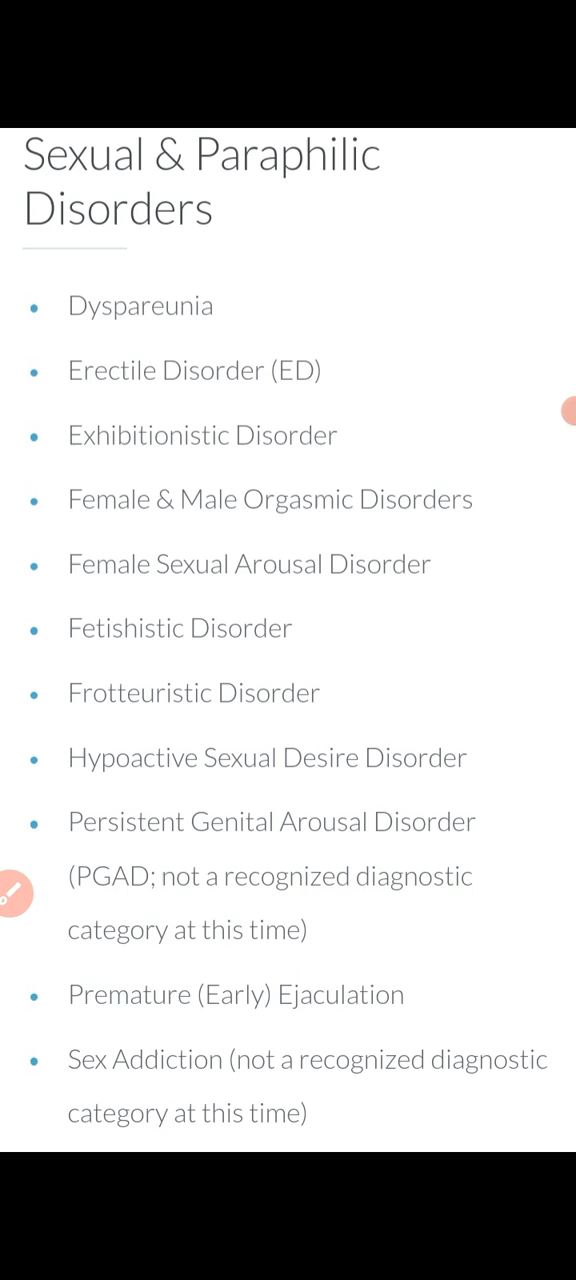 Sexual & Paraphilic
Disorders
Dyspareunia
Erectile Disorder (ED)
Exhibitionistic Disorder
Female & Male Orgasmic Disorders
Female Sexual Arousal Disorder
Fetishistic Disorder
Frotteuristic Disorder
Hypoactive Sexual Desire Disorder
Persistent Genital Arousal Disorder
(PGAD; not a recognized diagnostic
category at this time)
Premature (Early) Ejaculation
Sex Addiction (not a recognized diagnostic
category at this time)